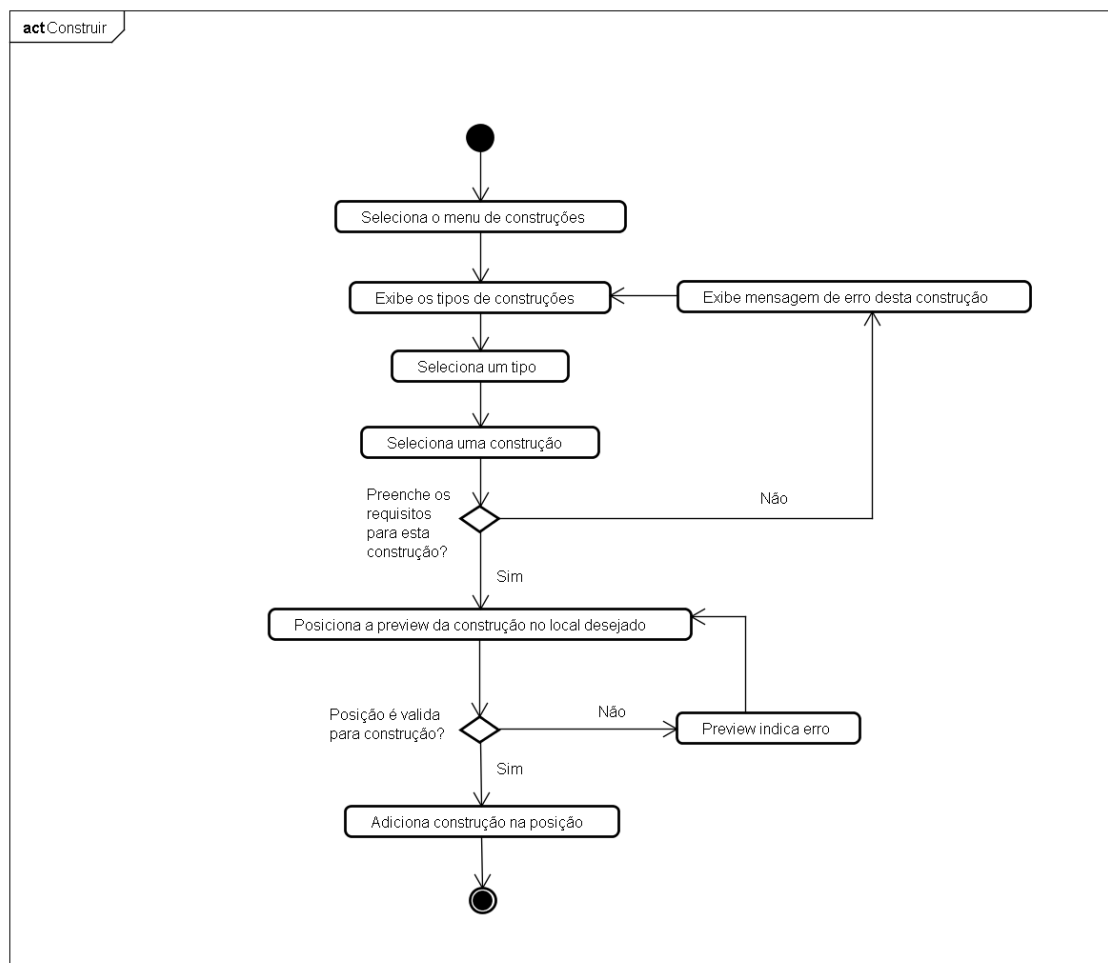 act Construir
Seleciona o menu de construções
Exibe os tipos de construções
Exibe mensagem de erro desta construção
Seleciona um tipo
Seleciona uma construção
Preenche os
requisitos
para esta
construção?
Não
Sim
Posiciona a preview da construção no local desejado
Posição é valida
para construção?
Não
Preview indica erro
Sim
Adiciona construção na posição